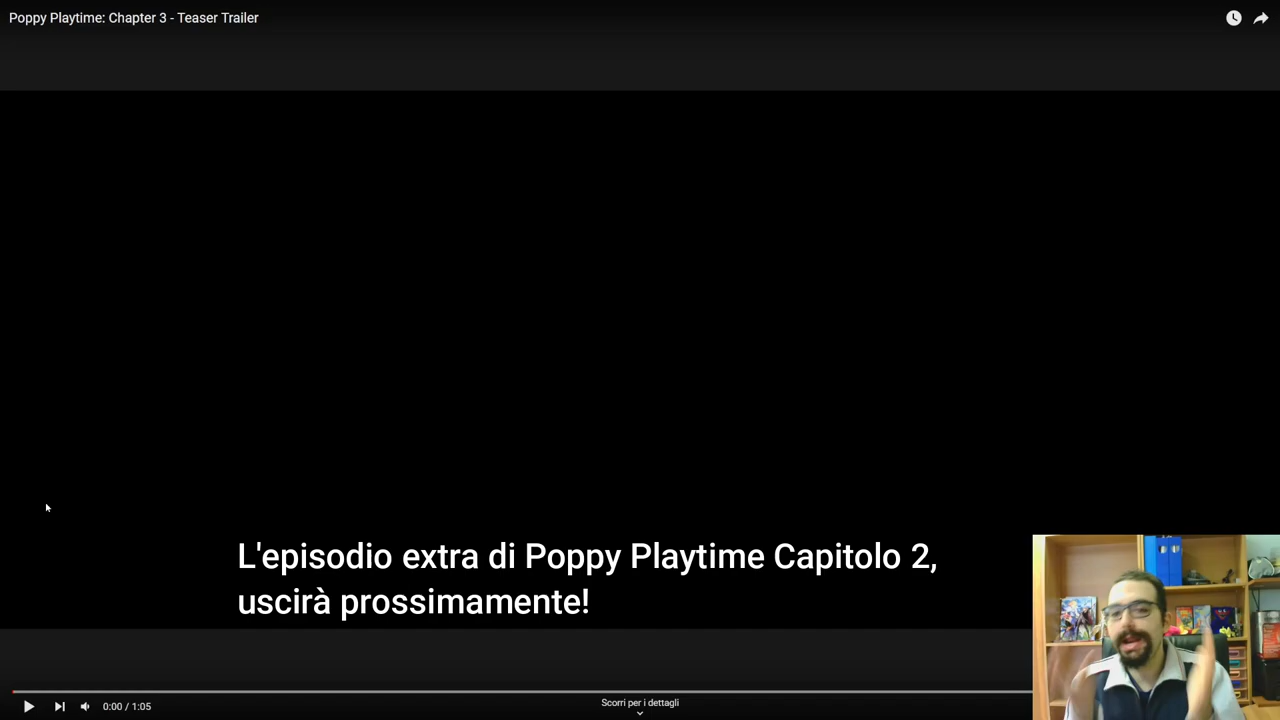 Poppy Playtime: Chapter 3 - Teaser Trailer
L'episodio extra di Poppy Playtime Capitolo 2,
uscirà prossimamente!
0:00 / 1:05
Scorri per i dettagli